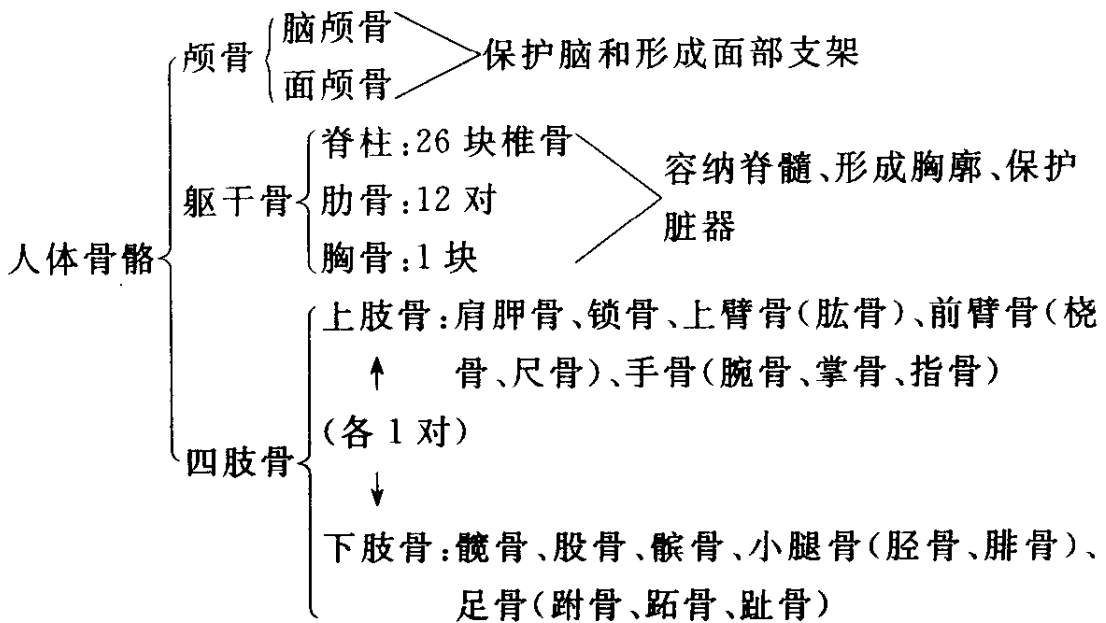 脑颅骨
颅骨
面颅骨
保护脑和形成面部支架
脊柱:26 块椎骨
躯干骨
肋骨:12 对
胸骨:1 块
容纳脊髓、形成胸廓、保护
脏器
人体骨骼
上肢骨:肩胛骨、锁骨、上臂骨(肱骨)、前臂骨(桡
骨、尺骨)、手骨(腕骨、掌骨、指骨)
(各 1 对)
四肢骨
下肢骨:髋骨、股骨、髌骨、小腿骨(胫骨、腓骨)、
足骨(跗骨、跖骨、趾骨)